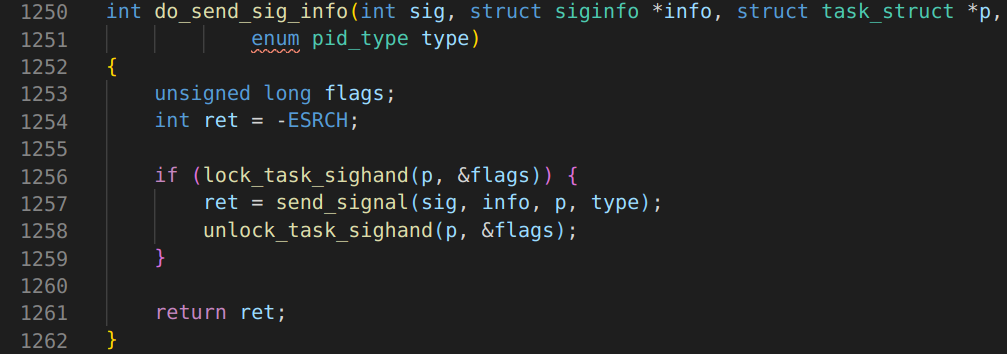 1250 int do_send_sig_info(int sig, struct siginfo *info, struct task_struct *p,
1251 enum pid_type type)
1252 {
1253 unsigned long flags;
1254 int ret = -ESRCH;
1255
1256 if (lock_task_sighand(p, &flags)) {
1257 ret = send_signal(sig, info, p, type);
1258 unlock_task_sighand(p, &flags);
1259 }
1260
1261 return ret;
1262 }